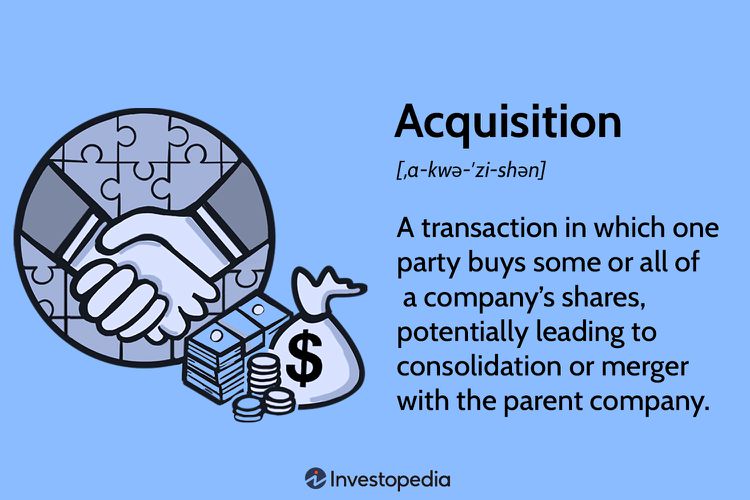 Acquisition
[ˌa-kwə-ˈzi-shən]
A transaction in which one
party buys some or all of
a company’s shares,
potentially leading to
consolidation or merger
with the parent company.
$
Investopedia